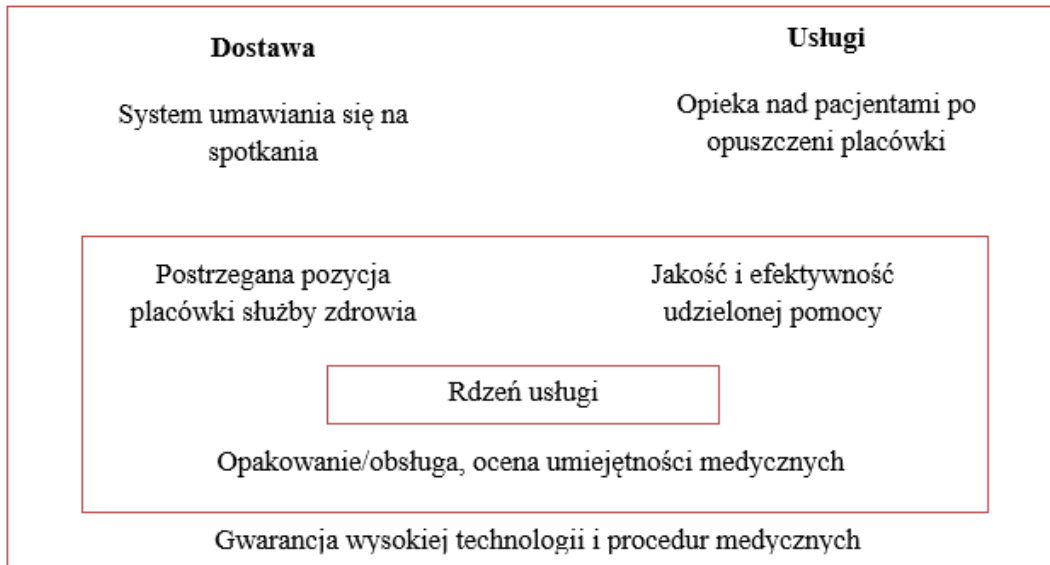 Dostawa
Usługi
System umawiania się na
spotkania
Opieka nad pacjentami po
opuszczeni placówki
Postrzegana pozycja
placówki służby zdrowia
Jakość i efektywność
udzielonej pomocy
Rdzeń usługi
Opakowanie/obsługa, ocena umiejętności medycznych
Gwarancja wysokiej technologii i procedur medycznych